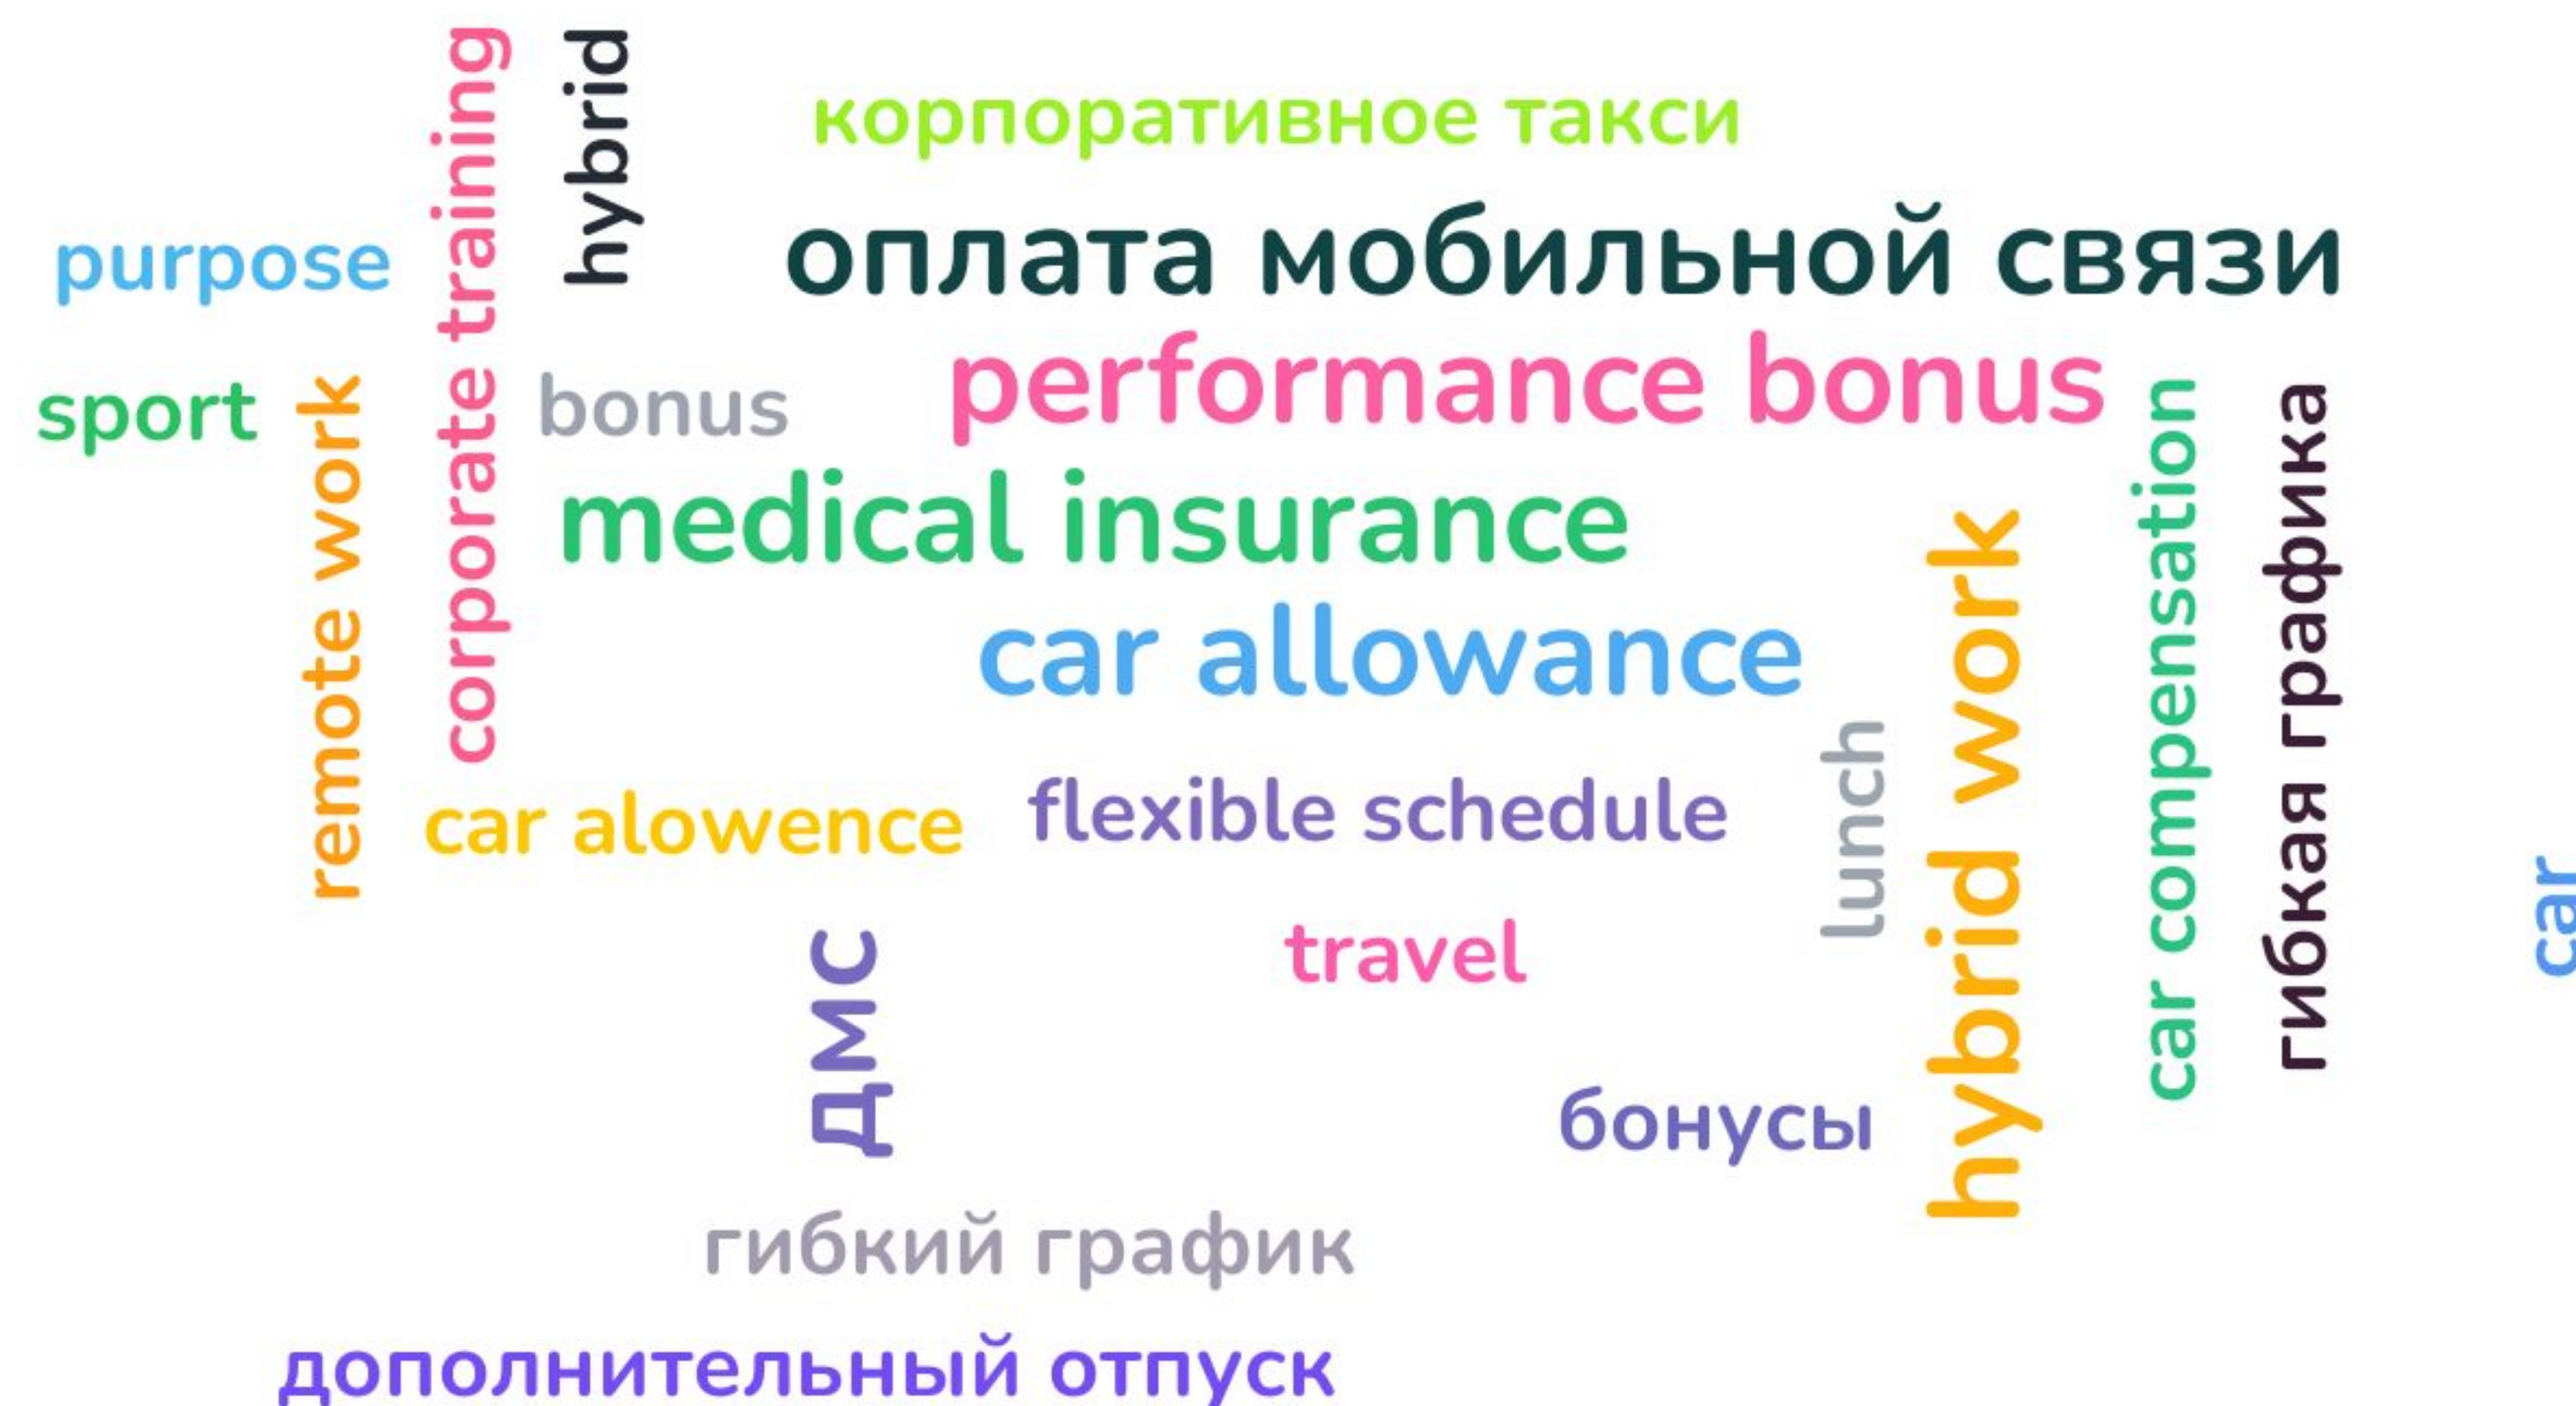 corporate training
hybrid
корпоративное такси
purpose
оплата мобильной связи
sport
remote work
bonus
performance bonus
medical insurance
car allowance
hybrid work
car compensation
гибкая графика
car alowence
flexible schedule
lunch
car
дмс
travel
бонусы
гибкий график
дополнительный отпуск